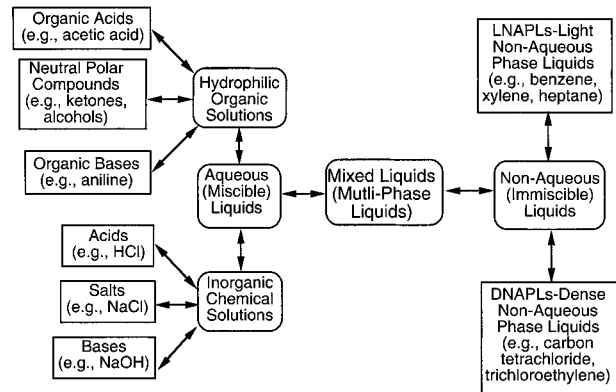 Organic Acids
(e.g., acetic acid)
Neutral Polar
Compounds
(e.g., ketones,
alcohols)
Organic Bases
(e.g., aniline)
Hydrophilic
Organic
Solutions
Aqueous
(Miscible)
Liquids
Acids
(e.g., HCl)
Salts
(e.g., NaCl)
Bases
(e.g., NaOH)
Inorganic
Chemical
Solutions
Mixed Liquids
(Mutli-Phase
Liquids)
LNAPLs-Light
Non-Aqueous
Phase Liquids
(e.g., benzene,
xylene, heptane)
Non-Aqueous
(Immiscible)
Liquids
DNAPLs-Dense
Non-Aqueous
Phase Liquids
(e.g., carbon
tetrachloride,
trichloroethylene)